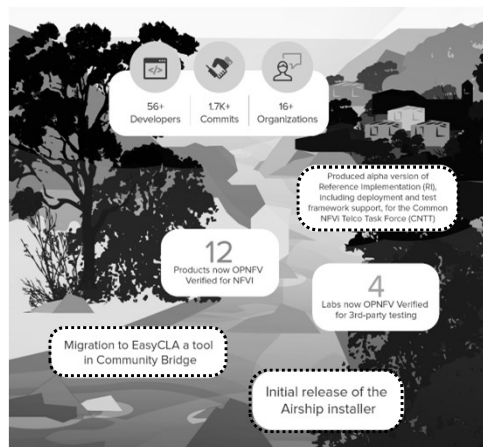 </>
56+
Developers
1.7K+
Commits
16+
Organizations
Produced alpha version of
Reference Implementation (RI),
including deployment and test
framework support, for the Common
NFVI Telco Task Force (CNTT)
12
Products now OPNFV
Verified for NFVI
4
Labs now OPNFV Verified
for 3rd-party testing
Migration to EasyCLA a tool
in Community Bridge
Initial release of the
Airship installer